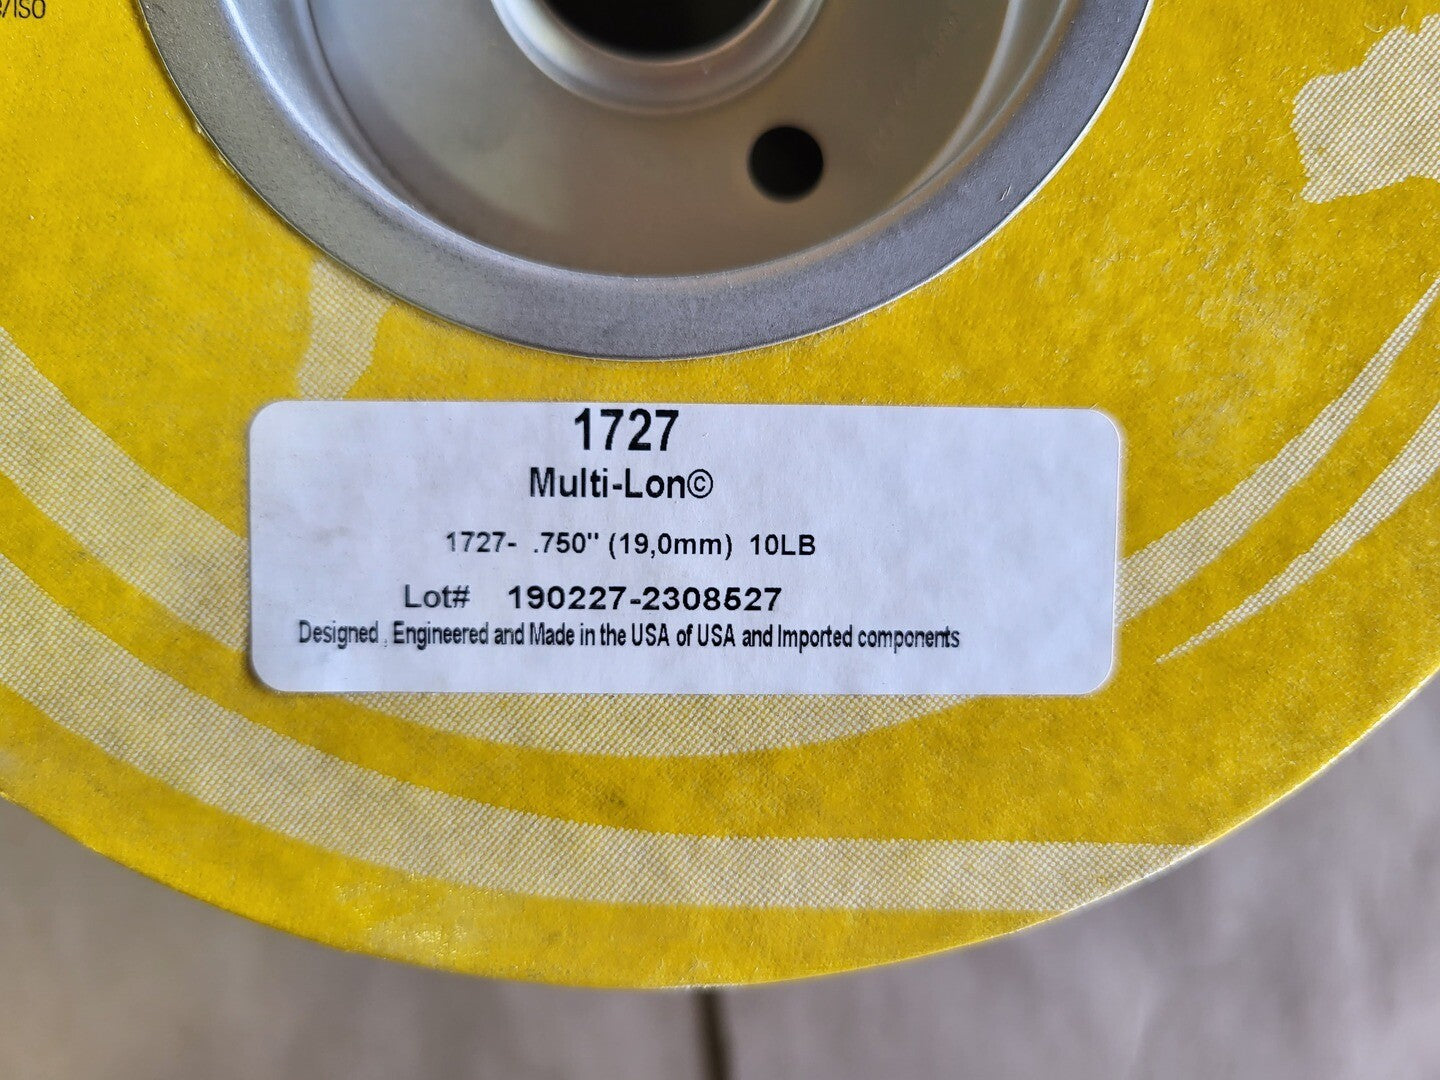 /ISO
1727
Multi-Lon©
1727- .750" (19,0mm) 10LB
Lot# 190227-2308527
Designed , Engineered and Made in the USA of USA and Imported components